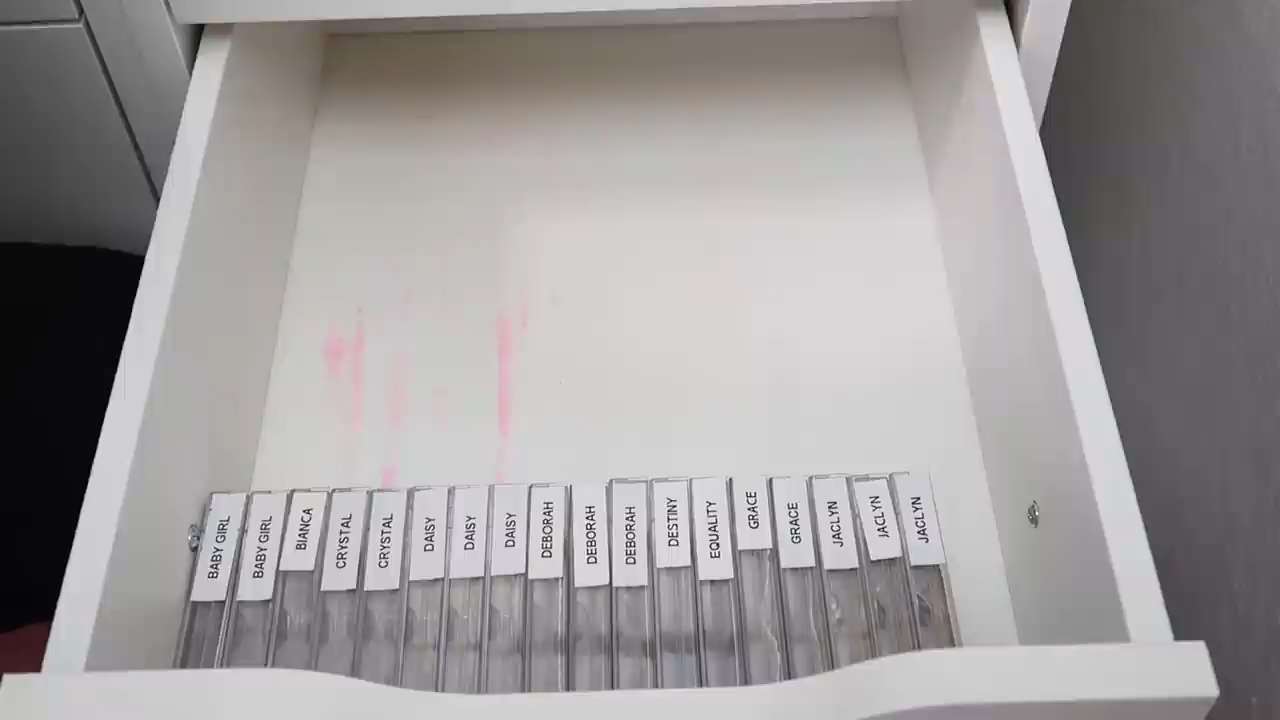 BABY GIRL
BABY GIRL
BIANCA
CRYSTAL
CRYSTAL
DAISY
DAISY
DAISY
DEBORAH
DEBORAH
DEBORAH
DESTINY
EQUALITY
GRACE
GRACE
JACLYN
JACLYN
JACLYN